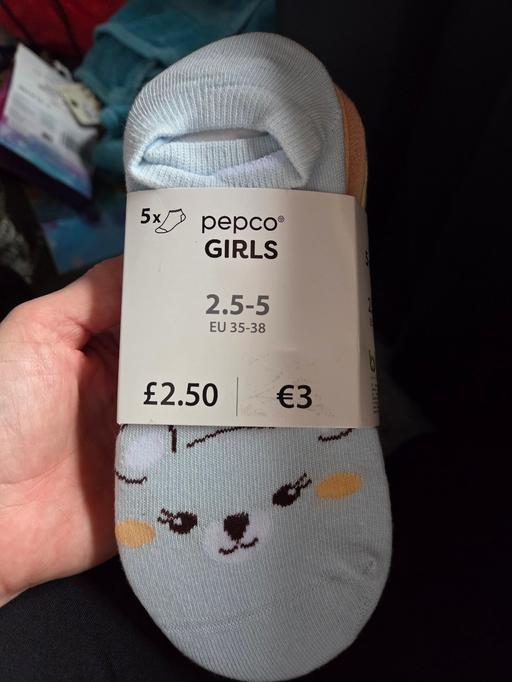 5x
pepco®
GIRLS
2.5-5
EU 35-38
£2.50
€3